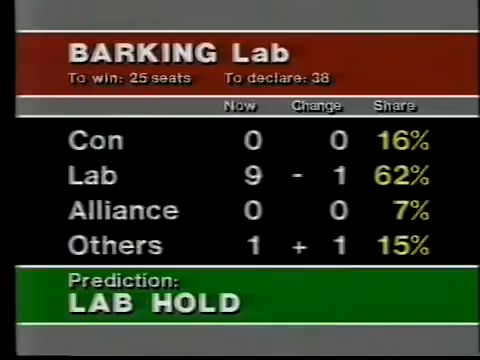 BARKING Lab
To win: 25 seats To declare: 38
Now Change Share
Con 0 0 16%
Lab 9 - 1 62%
Alliance 0 0 7%
Others 1 + 1 15%
Prediction:
LAB HOLD